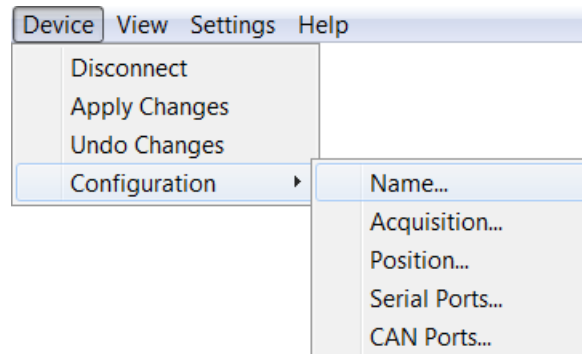 Device View Settings Help
Disconnect
Apply Changes
Undo Changes
Configuration
Name...
Acquisition...
Position...
Serial Ports...
CAN Ports...